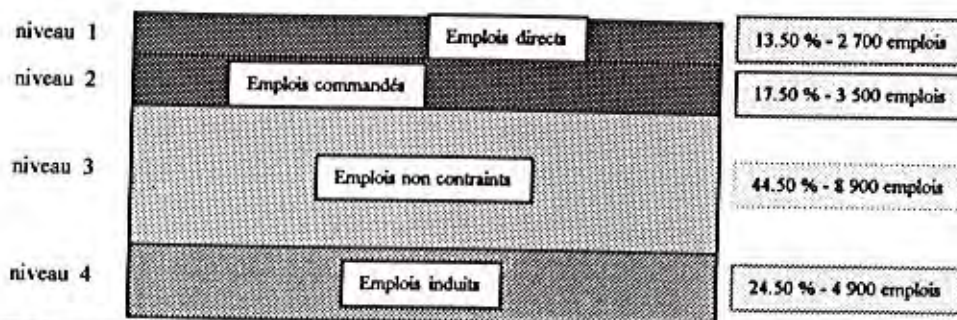 niveau 1
Emplois directs
13.50 % - 2 700 emplois
niveau 2
Emplois commandés
17.50 % - 3 500 emplois
niveau 3
Emplois non contraints
44.50 % - 8 900 emplois
niveau 4
Emplois induits
24.50 % - 4 900 emplois